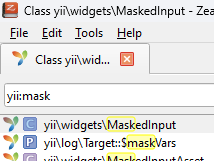 Class yii\widgets\MaskedInput - Zea
File Edit Tools Help
Class yii\widget
yii:mask
C yii\widgets\MaskedInput
P yii\log\Target::$maskVars
yii\widgets\MaskedInputAsset